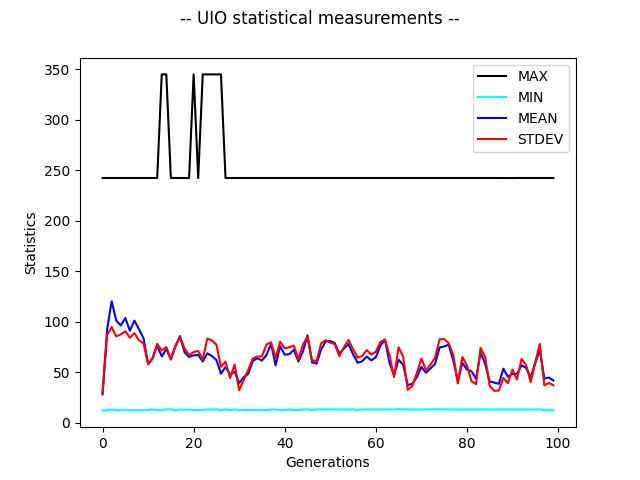 -- UIO statistical measurements --
350
300
250
200
150
100
50
0
Statistics
MAX
MIN
MEAN
STDEV
0 20 40 60 80 100
Generations